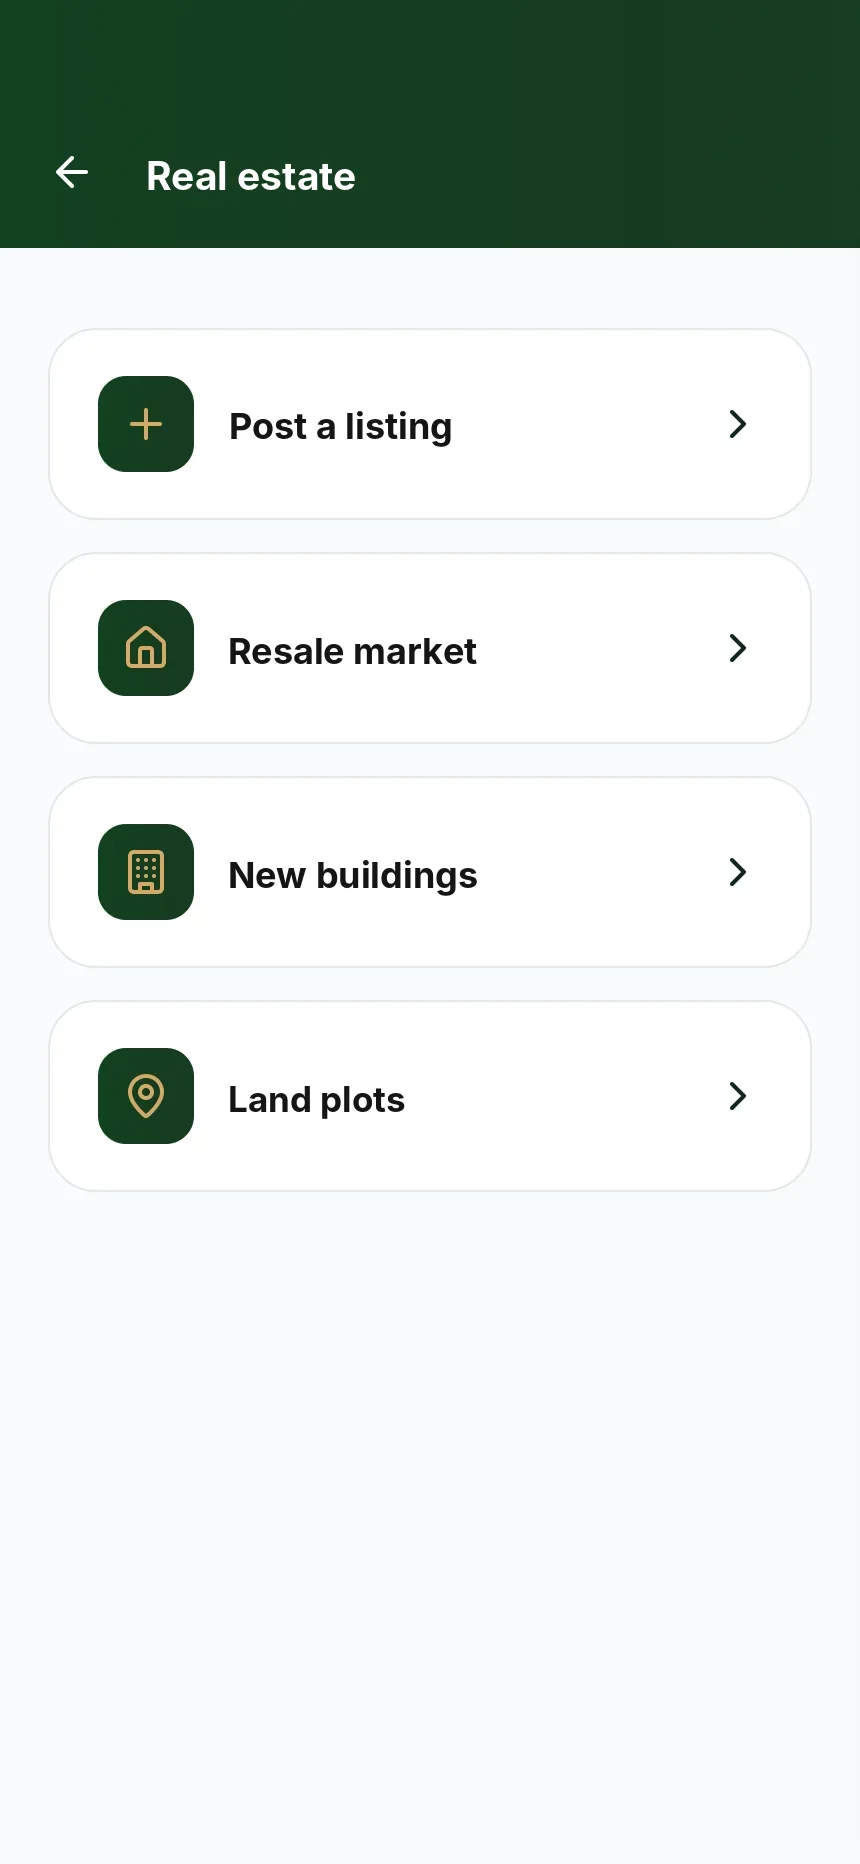 Real estate
Post a listing
Resale market
New buildings
Land plots